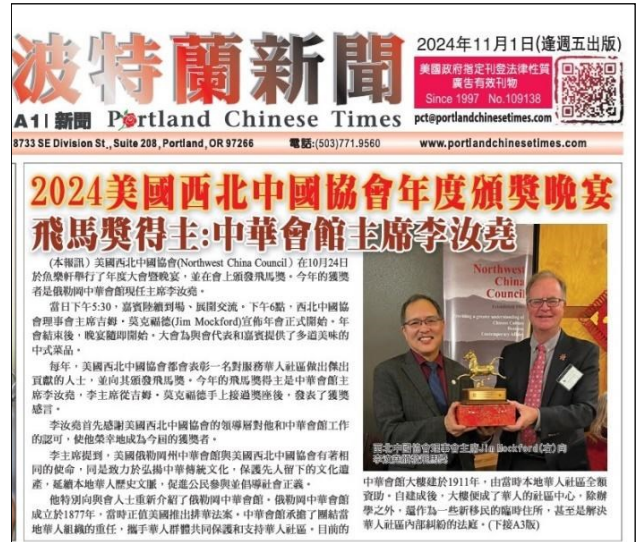 波特蘭新聞
2024年11月1日(逢週五出版)
美國政府指定刊登法律性質
廣告有效刊物
Since 1997 No.109138
A1| 新聞 Portland Chinese Times
pct@portlandchinesetimes.com
8733 SE Division St., Suite 208, Portland, OR 97266 電話:(503)771.9560 www.portlandchinesetimes.com
2024美國西北中國協會年度頒獎晚宴
飛馬獎得主:中華會館主席李汝堯
(本報訊）美國西北中國協會(Northwest China Council）在10月24日
於魚樂軒舉行了年度大會暨晚宴，並在會上頒發飛馬獎。今年的獲獎
者是俄勒岡中華會館現任主席李汝堯。
當日下午5:30，嘉賓陸續到場、展開交流。下午6點，西北中國協
會理事會主席吉姆·莫克福德(Jim Mockford)宣佈年會正式開始。年
會結束後，晚宴隨即開始。大會為與會代表和嘉賓提供了多道美味的
中式菜品。
每年，美國西北中國協會都會表彰一名對服務華人社區做出傑出
貢獻的人士，並向其頒發飛馬獎。今年的飛馬獎得主是中華會館主
席李汝堯，李主席從吉姆·莫克福德手上接過獎座後，發表了獲獎
感言。
李汝堯首先感謝美國西北中國協會的領導層對他和中華會館工作
的認可，使他榮幸地成為今屆的獲獎者。
李主席提到，美國俄勒岡州中華會館與美國西北中國協會有著相
同的使命，同是致力於弘揚中華傳統文化，保護先人留下的文化遺
產，延續本地華人歷史文脈，促進公民參與並倡導社會正義。
他特別向與會人士重新介紹了俄勒岡中華會館。俄勒岡中華會館
成立於1877年，當時正值美國推出排華法案。中華會館承擔了團結當
地華人組織的重任，攜手華人群體共同保護和支持華人社區。目前的
Northwest
China
Council
西北中國協會理事會主席Jim Mockford(右)向
李汝堯頒發飛馬獎
中華會館大樓建於1911年，由當時本地華人社區全額
資助。自建成後，大樓便成了華人的社區中心，除辦
學之外，還作為一些新移民的臨時住所，甚至是解決
華人社區內部糾紛的法庭。(下接A3版)